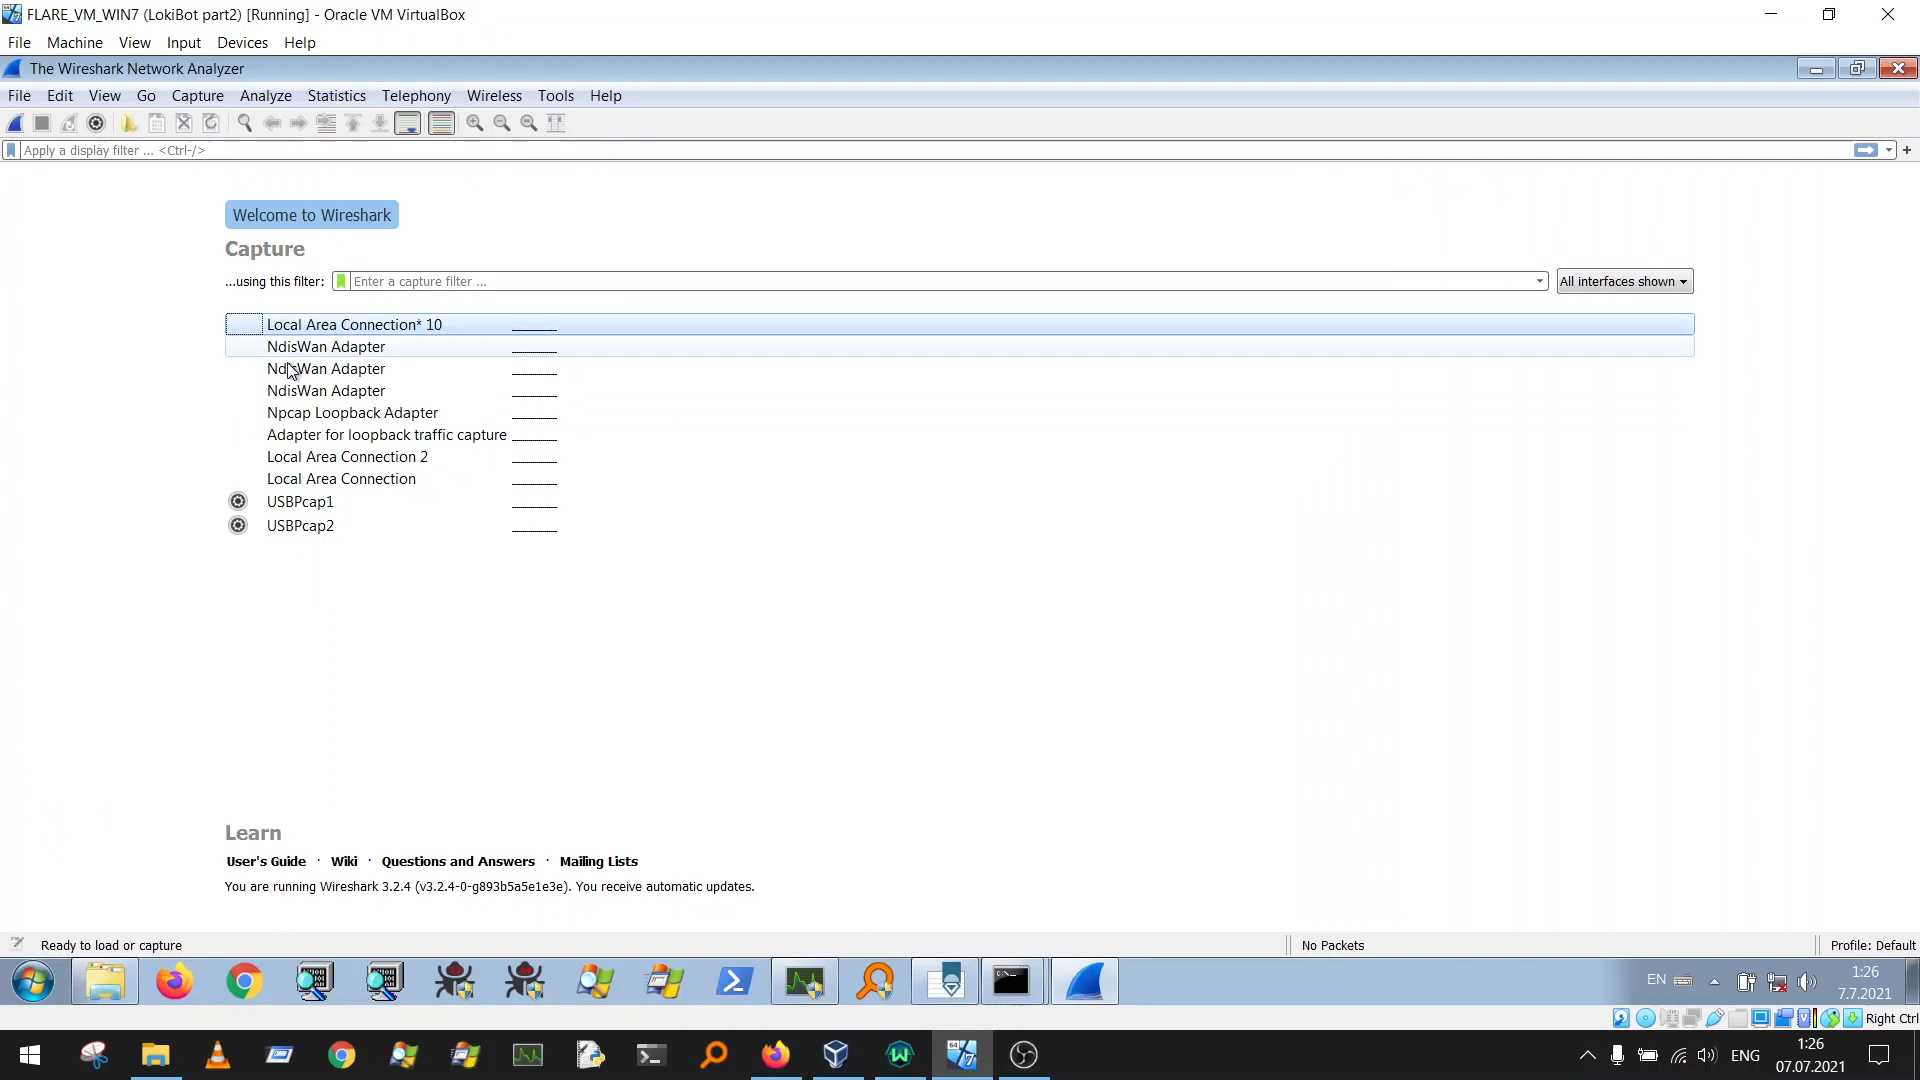 FLARE_VM_WIN7 (LokiBot part2) [Running] - Oracle VM VirtualBox
File Machine View Input Devices Help
The Wireshark Network Analyzer
File Edit View Go Capture Analyze Statistics Telephony Wireless Tools Help
Apply a display filter ... <Ctrl-/>
Welcome to Wireshark
Capture
...using this filter: Enter a capture filter ... All interfaces shown
Local Area Connection* 10
NdisWan Adapter
NdisWan Adapter
NdisWan Adapter
Npcap Loopback Adapter
Adapter for loopback traffic capture
Local Area Connection 2
Local Area Connection
USBPcap1
USBPcap2
Learn
User's Guide · Wiki · Questions and Answers · Mailing Lists
You are running Wireshark 3.2.4 (v3.2.4-0-g893b5a5e1e3e). You receive automatic updates.
Ready to load or capture No Packets Profile: Default
EN 1:26
7.7.2021
Right Ctrl
ENG 1:26
07.07.2021